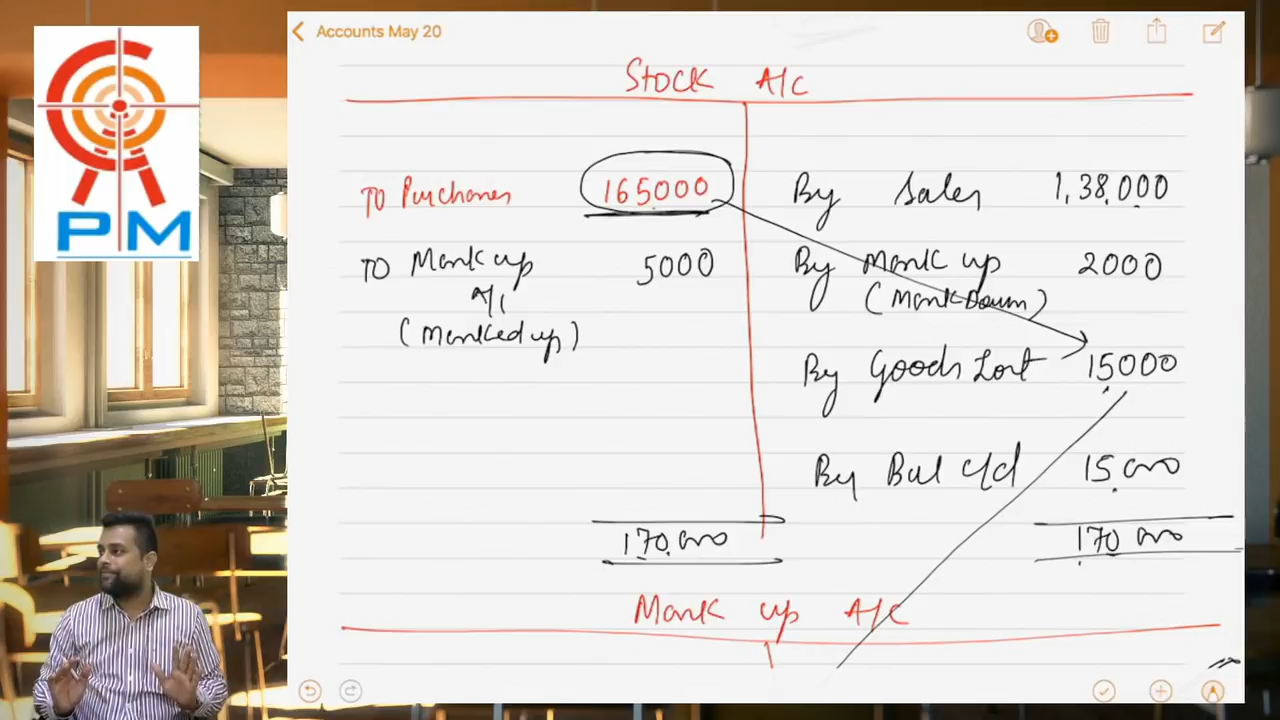 Accounts May 20
PM
Stock A/C
To Purchases 165000
By Sales 1,38,000
To Mark up 5000
A/C
(Marked up)
By Mark up 2000
(Mark Down)
By Goods Lost 15000
By Bal c/d 15,000
170,000
170,000
Mark up A/C